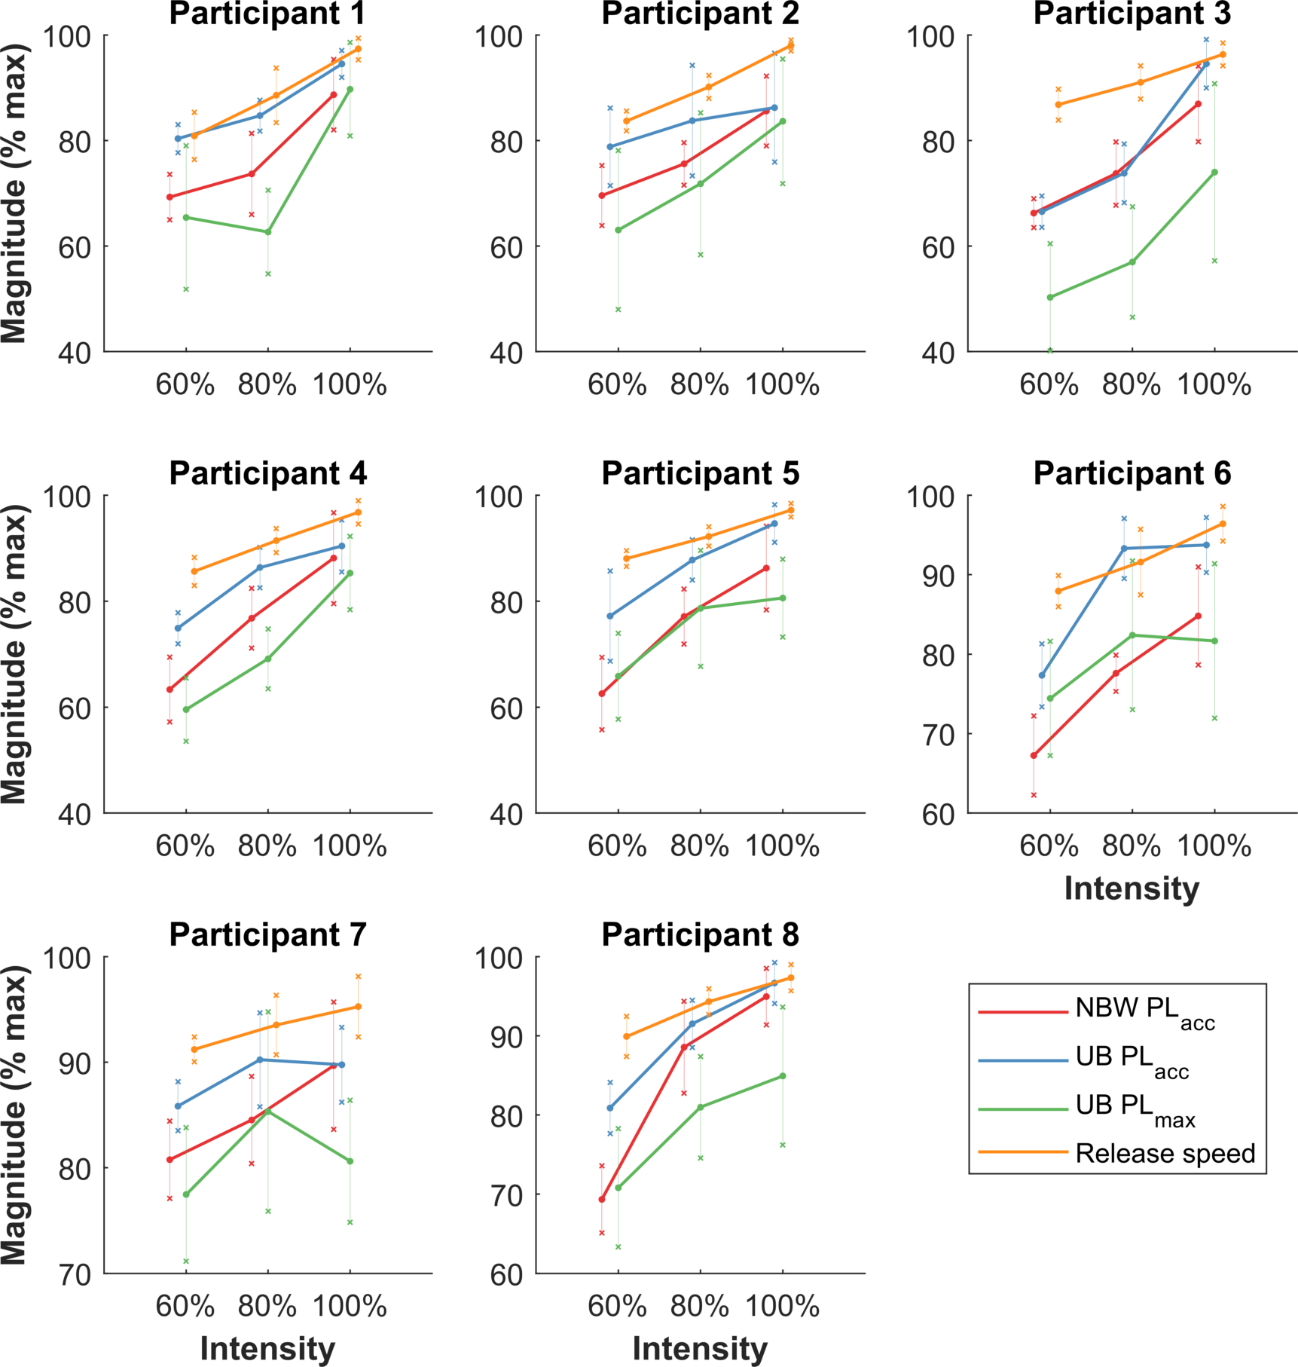 Participant 1
Participant 2
Participant 3
Magnitude (% max)
100
80
60
40
60% 80% 100%
100
80
60
40
60% 80% 100%
100
80
60
40
60% 80% 100%
Participant 4
Participant 5
Participant 6
Magnitude (% max)
100
80
60
40
60% 80% 100%
100
80
60
40
60% 80% 100%
100
90
80
70
60
60% 80% 100%
Intensity
Participant 7
Participant 8
Magnitude (% max)
100
90
80
70
60% 80% 100%
Intensity
100
90
80
70
60
60% 80% 100%
Intensity
NBW PLacc
UB PLacc
UB PLmax
Release speed